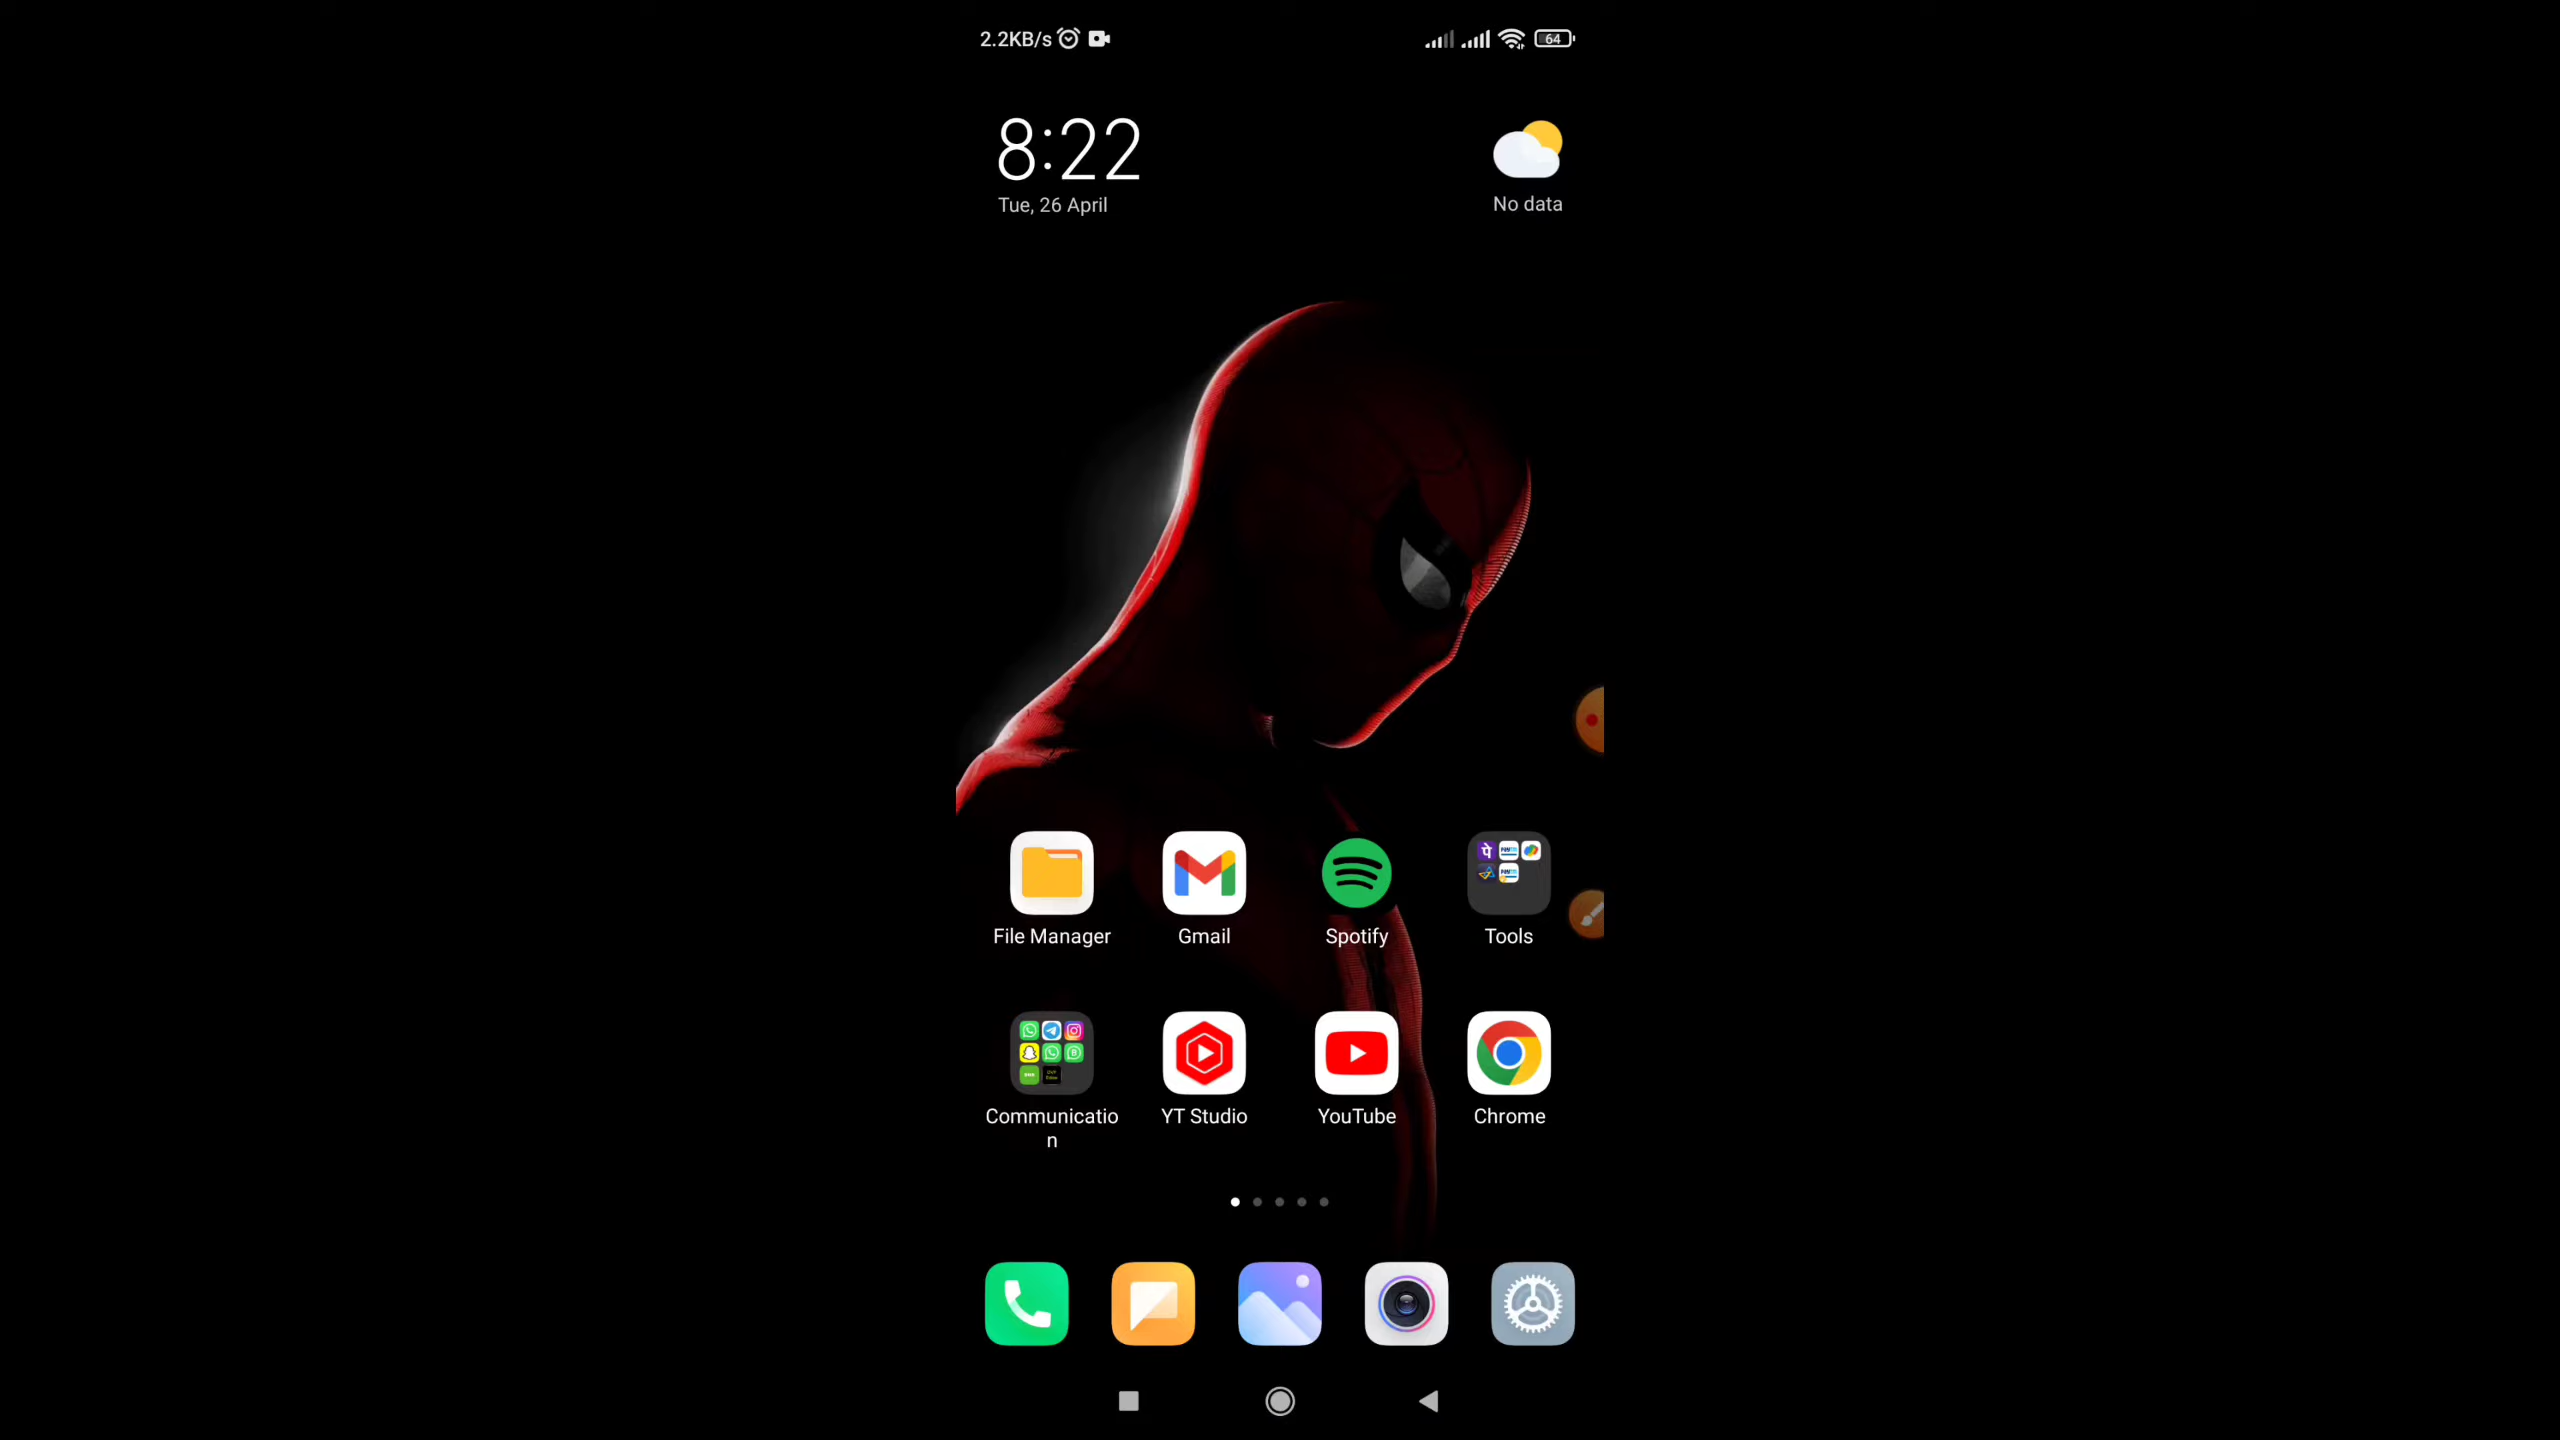 2.2KB/s
64
8:22
Tue, 26 April
No data
File Manager
Gmail
Spotify
Tools
Communicatio
n
YT Studio
YouTube
Chrome